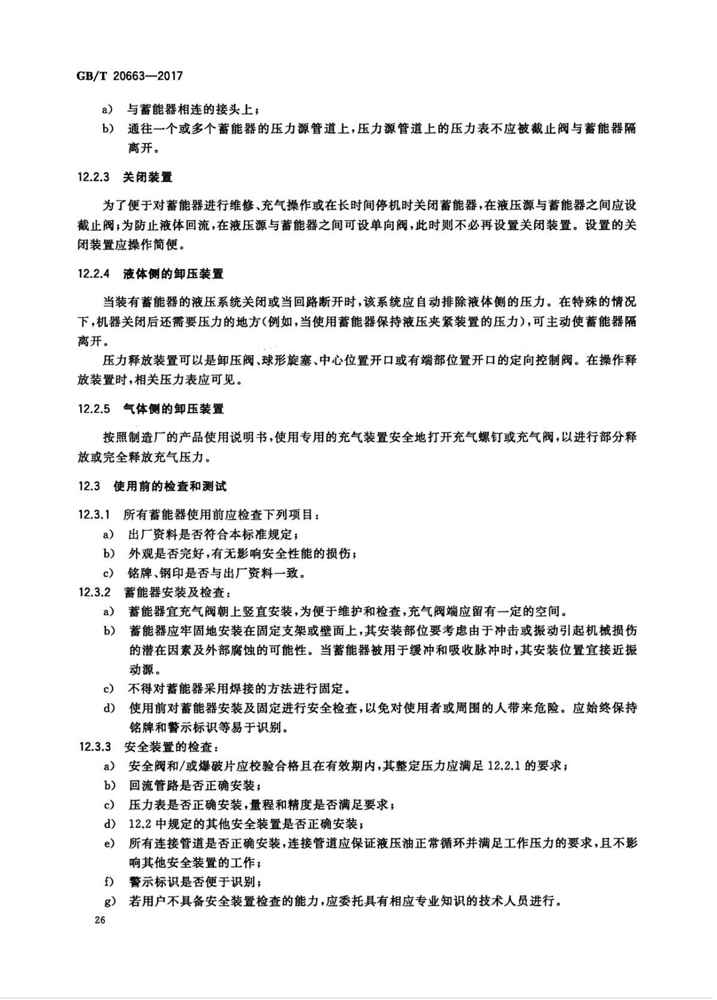 GB/T 20663—2017
a) 与蓄能器相连的接头上;
b) 通往一个或多个蓄能器的压力源管道上,压力源管道上的压力表不应被截止阀与蓄能器隔
离开。
12.2.3 关闭装置
为了便于对蓄能器进行维修、充气操作或在长时间停机时关闭蓄能器,在液压源与蓄能器之间应设
截止阀;为防止液体回流,在液压源与蓄能器之间可设单向阀,此时则不必再设置关闭装置。设置的关
闭装置应操作简便。
12.2.4 液体侧的卸压装置
当装有蓄能器的液压系统关闭或当回路断开时,该系统应自动排除液体侧的压力。在特殊的情况
下,机器关闭后还需要压力的地方(例如,当使用蓄能器保持液压夹紧装置的压力),可主动使蓄能器隔
离开。
压力释放装置可以是卸压阀、球形旋塞、中心位置开口或有端部位置开口的定向控制阀。在操作释
放装置时,相关压力表应可见。
12.2.5 气体侧的卸压装置
按照制造厂的产品使用说明书,使用专用的充气装置安全地打开充气螺钉或充气阀,以进行部分释
放或完全释放充气压力。
12.3 使用前的检查和测试
12.3.1 所有蓄能器使用前应检查下列项目:
a) 出厂资料是否符合本标准规定;
b) 外观是否完好,有无影响安全性能的损伤;
c) 铭牌、钢印是否与出厂资料一致。
12.3.2 蓄能器安装及检查:
a) 蓄能器宜充气阀朝上竖直安装,为便于维护和检查,充气阀端应留有一定的空间。
b) 蓄能器应牢固地安装在固定支架或壁面上,其安装部位要考虑由于冲击或振动引起机械损伤
的潜在因素及外部腐蚀的可能性。当蓄能器被用于缓冲和吸收脉冲时,其安装位置宜接近振
动源。
c) 不得对蓄能器采用焊接的方法进行固定。
d) 使用前对蓄能器安装及固定进行安全检查,以免对使用者或周围的人带来危险。应始终保持
铭牌和警示标识等易于识别。
12.3.3 安全装置的检查:
a) 安全阀和/或爆破片应校验合格且在有效期内,其整定压力应满足 12.2.1 的要求;
b) 回流管路是否正确安装;
c) 压力表是否正确安装,量程和精度是否满足要求;
d) 12.2 中规定的其他安全装置是否正确安装;
e) 所有连接管道是否正确安装,连接管道应保证液压油正常循环并满足工作压力的要求,且不影
响其他安全装置的工作;
f) 警示标识是否便于识别;
g) 若用户不具备安全装置检查的能力,应委托具有相应专业知识的技术人员进行。
26